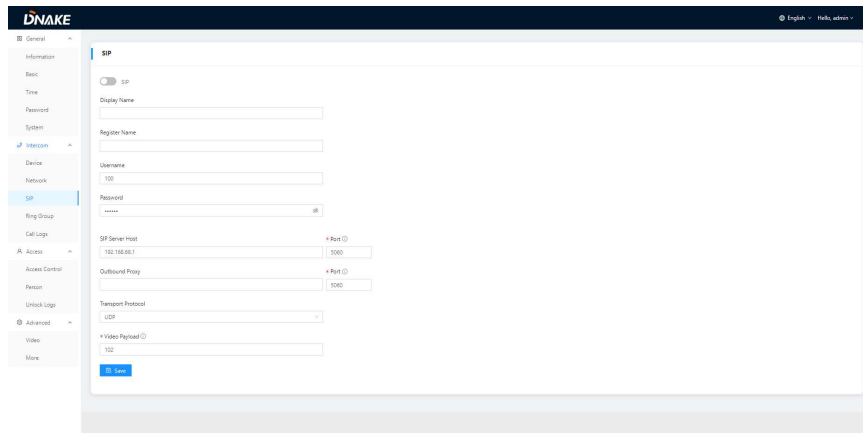 DNAKE
English Hello, admin
General
Information
Basic
Time
Password
System
Intercom
Device
Network
SIP
Ring Group
Call Logs
Access
Access Control
Person
Unlock Logs
Advanced
Video
More
SIP
SIP
Display Name
Register Name
Username
100
Password
••••••
SIP Server Host * Port
192.168.68.1 5060
Outbound Proxy * Port
5060
Transport Protocol
UDP
* Video Payload
102
Save